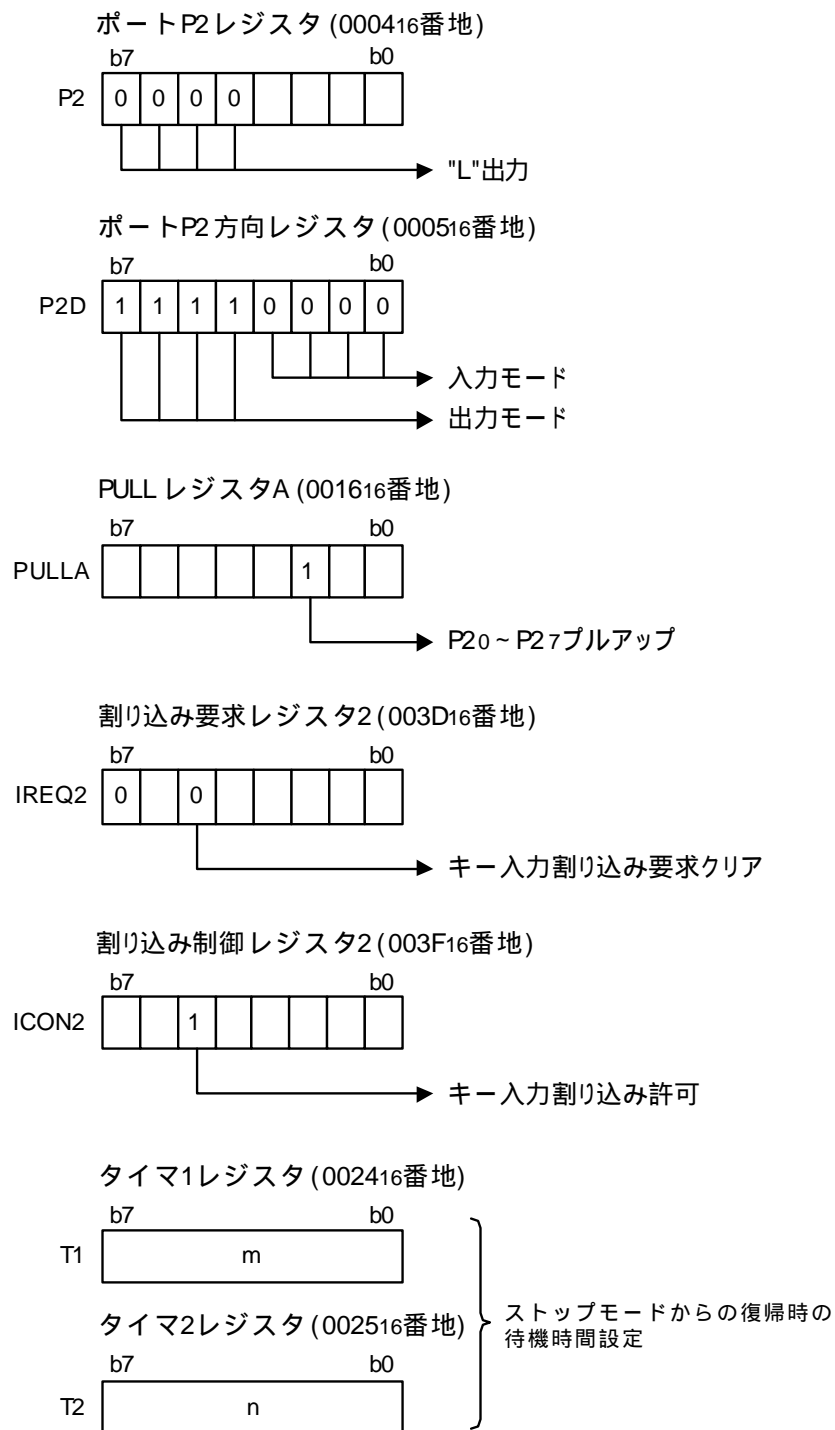 ポートP2レジスタ(000416番地)
b7 b0
P2 0 0 0 0
"L"出力
ポートP2方向レジスタ(000516番地)
b7 b0
P2D 1 1 1 1 0 0 0 0
入力モード
出力モード
PULLレジスタA(001616番地)
b7 b0
PULLA 1
P20~P27プルアップ
割り込み要求レジスタ2(003D16番地)
b7 b0
IREQ2 0 0
キー入力割り込み要求クリア
割り込み制御レジスタ2(003F16番地)
b7 b0
ICON2 1
キー入力割り込み許可
タイマ1レジスタ(002416番地)
b7 b0
T1 m
タイマ2レジスタ(002516番地)
b7 b0
T2 n
ストップモードからの復帰時の
待機時間設定